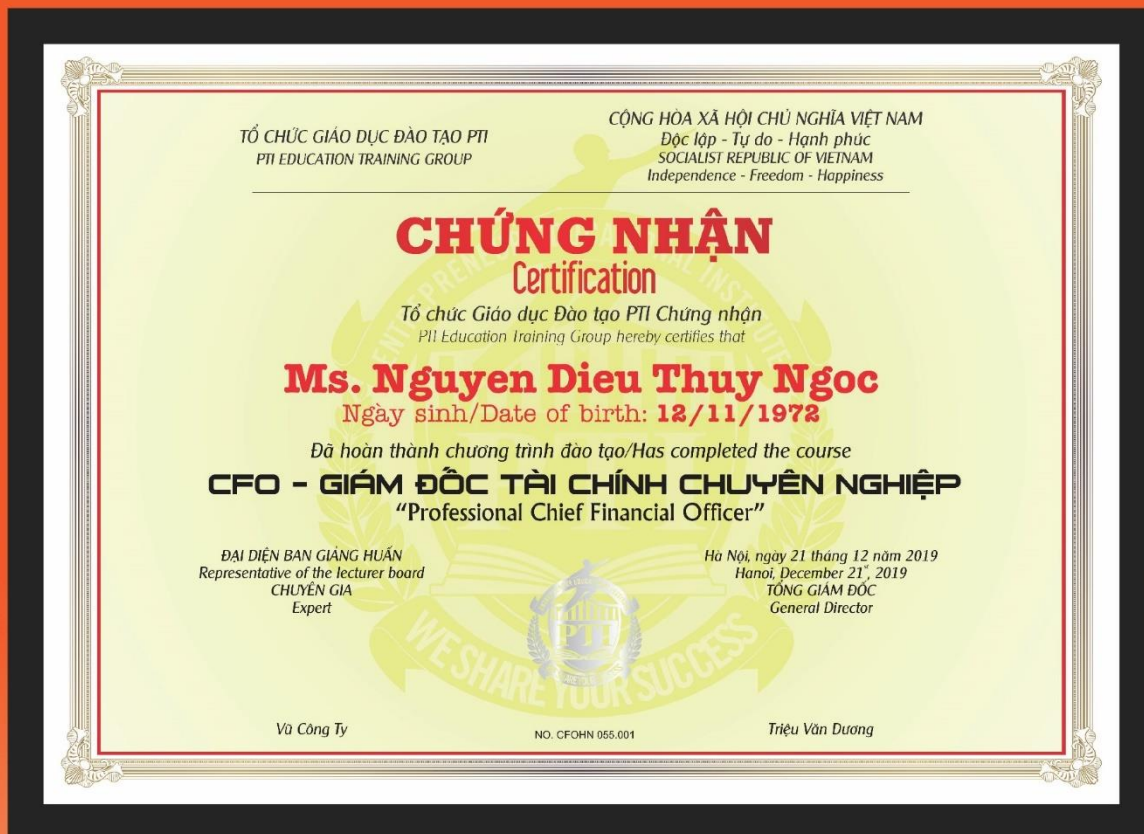 TỔ CHỨC GIÁO DỤC ĐÀO TẠO PTI
PTI EDUCATION TRAINING GROUP
CỘNG HÒA XÃ HỘI CHỦ NGHĨA VIỆT NAM
Độc lập - Tự do - Hạnh phúc
SOCIALIST REPUBLIC OF VIETNAM
Independence - Freedom - Happiness
CHỨNG NHẬN
Certification
Tổ chức Giáo dục Đào tạo PTI Chứng nhận
PTI Education Training Group hereby certifies that
Ms. Nguyen Dieu Thuy Ngoc
Ngày sinh/Date of birth: 12/11/1972
Đã hoàn thành chương trình đào tạo/Has completed the course
CFO - GIÁM ĐỐC TÀI CHÍNH CHUYÊN NGHIỆP
"Professional Chief Financial Officer"
ĐẠI DIỆN BAN GIẢNG HUẤN
Representative of the lecturer board
CHUYÊN GIA
Expert
Hà Nội, ngày 21 tháng 12 năm 2019
Hanoi, December 21", 2019
TỔNG GIÁM ĐỐC
General Director
PTI
WE SHARE YOUR SUCCESS
Vũ Công Ty
NO. CFOHN 055.001
Triệu Văn Dương